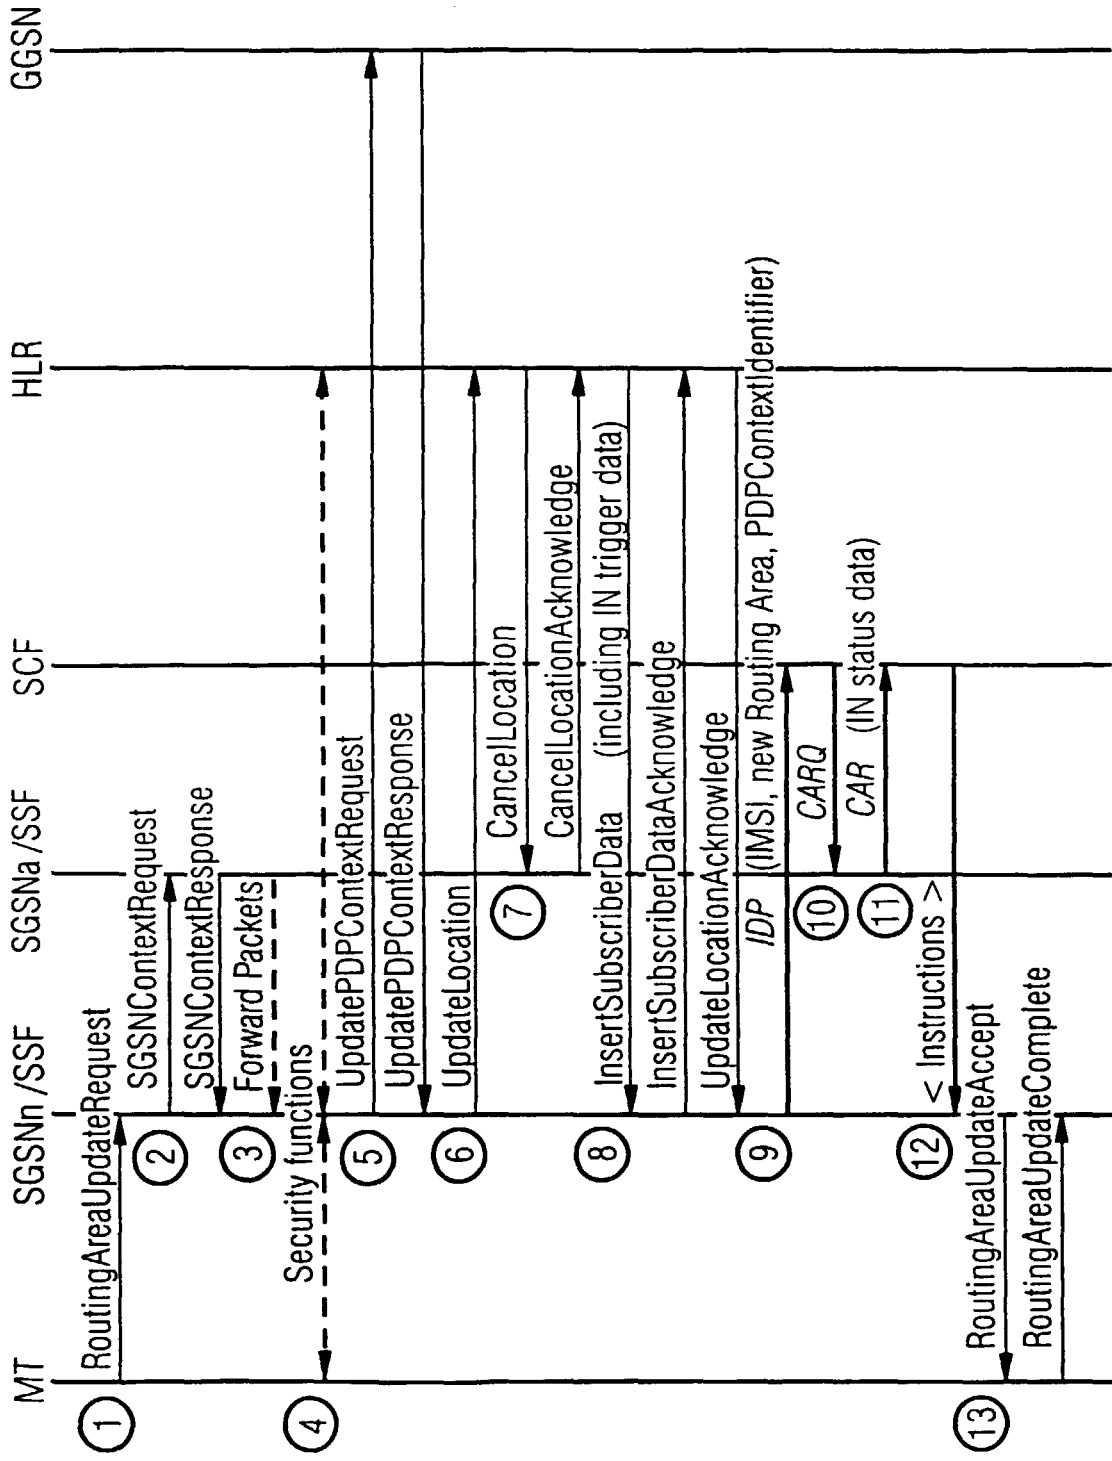 MT
SGSNn /SSF
SGSNa /SSF
SCF
HLR
GGSN
1
RoutingAreaUpdateRequest
2
SGSNContextRequest
SGSNContextResponse
3
Forward Packets
4
Security functions
5
UpdatePDPContextRequest
UpdatePDPContextResponse
6
UpdateLocation
7
CancelLocation
CancelLocationAcknowledge
8
InsertSubscriberData (including IN trigger data)
InsertSubscriberDataAcknowledge
UpdateLocationAcknowledge
9
IDP (IMSI, new Routing Area, PDPContextIdentifier)
10
CARQ
11
CAR (IN status data)
12
< Instructions >
13
RoutingAreaUpdateAccept
RoutingAreaUpdateComplete